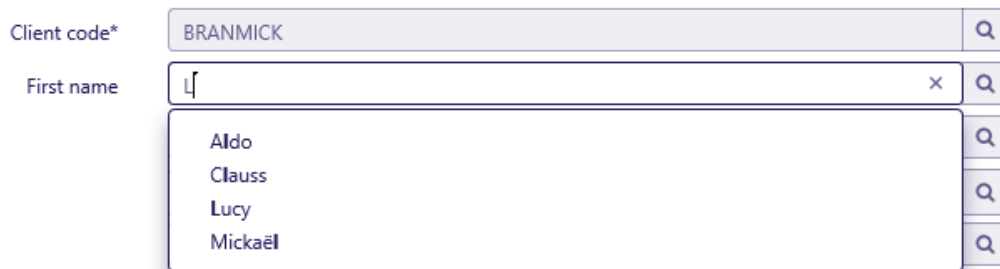 Client code*
BRANMICK
First name
L
Aldo
Clauss
Lucy
Mickaël